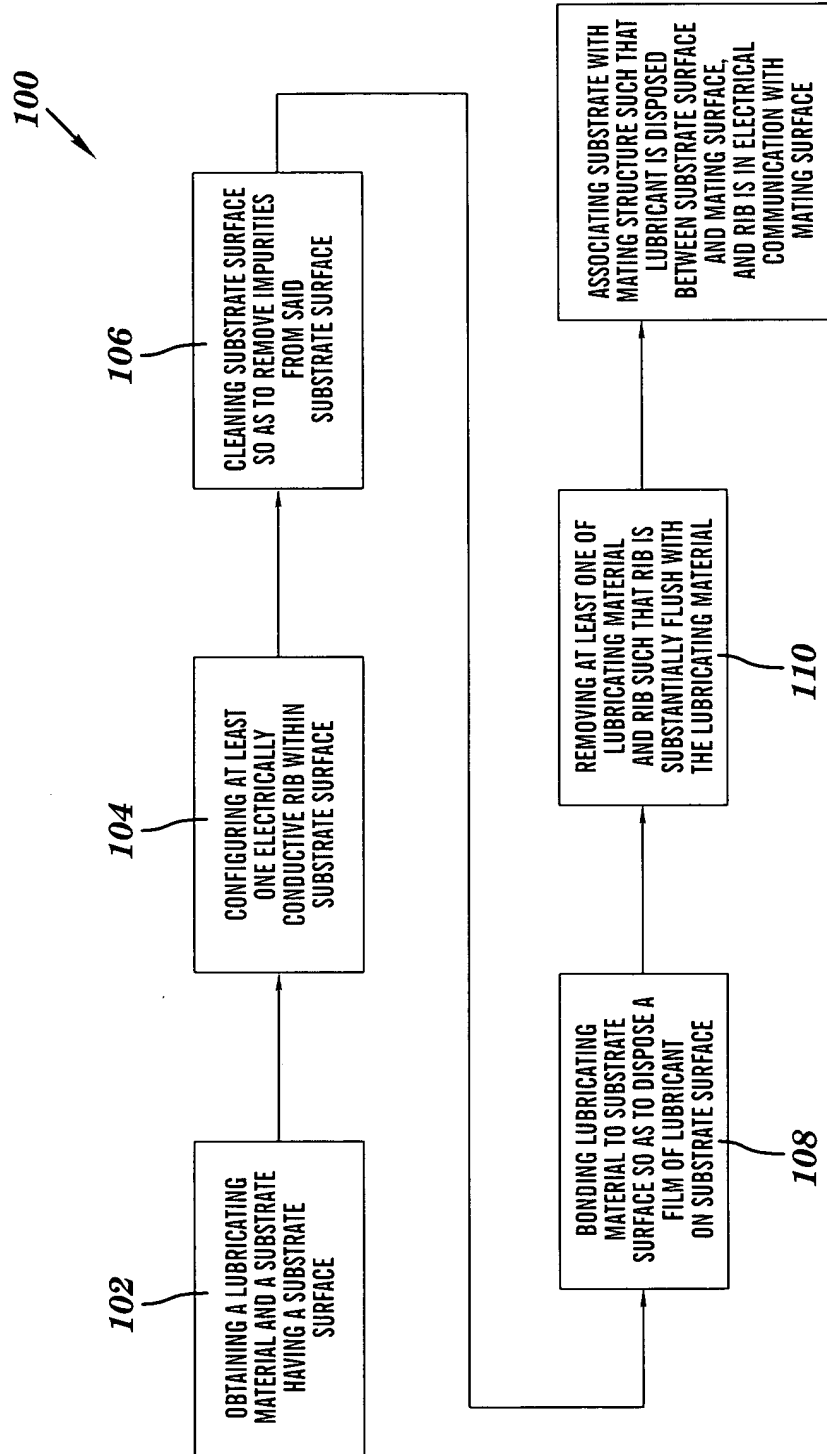 100
102
OBTAINING A LUBRICATING
MATERIAL AND A SUBSTRATE
HAVING A SUBSTRATE
SURFACE
104
CONFIGURING AT LEAST
ONE ELECTRICALLY
CONDUCTIVE RIB WITHIN
SUBSTRATE SURFACE
106
CLEANING SUBSTRATE SURFACE
SO AS TO REMOVE IMPURITIES
FROM SAID
SUBSTRATE SURFACE
BONDING LUBRICATING
MATERIAL TO SUBSTRATE
SURFACE SO AS TO DISPOSE A
FILM OF LUBRICANT
ON SUBSTRATE SURFACE
108
REMOVING AT LEAST ONE OF
LUBRICATING MATERIAL
AND RIB SUCH THAT RIB IS
SUBSTANTIALLY FLUSH WITH
THE LUBRICATING MATERIAL
110
ASSOCIATING SUBSTRATE WITH
MATING STRUCTURE SUCH THAT
LUBRICANT IS DISPOSED
BETWEEN SUBSTRATE SURFACE
AND MATING SURFACE,
AND RIB IS IN ELECTRICAL
COMMUNICATION WITH
MATING SURFACE